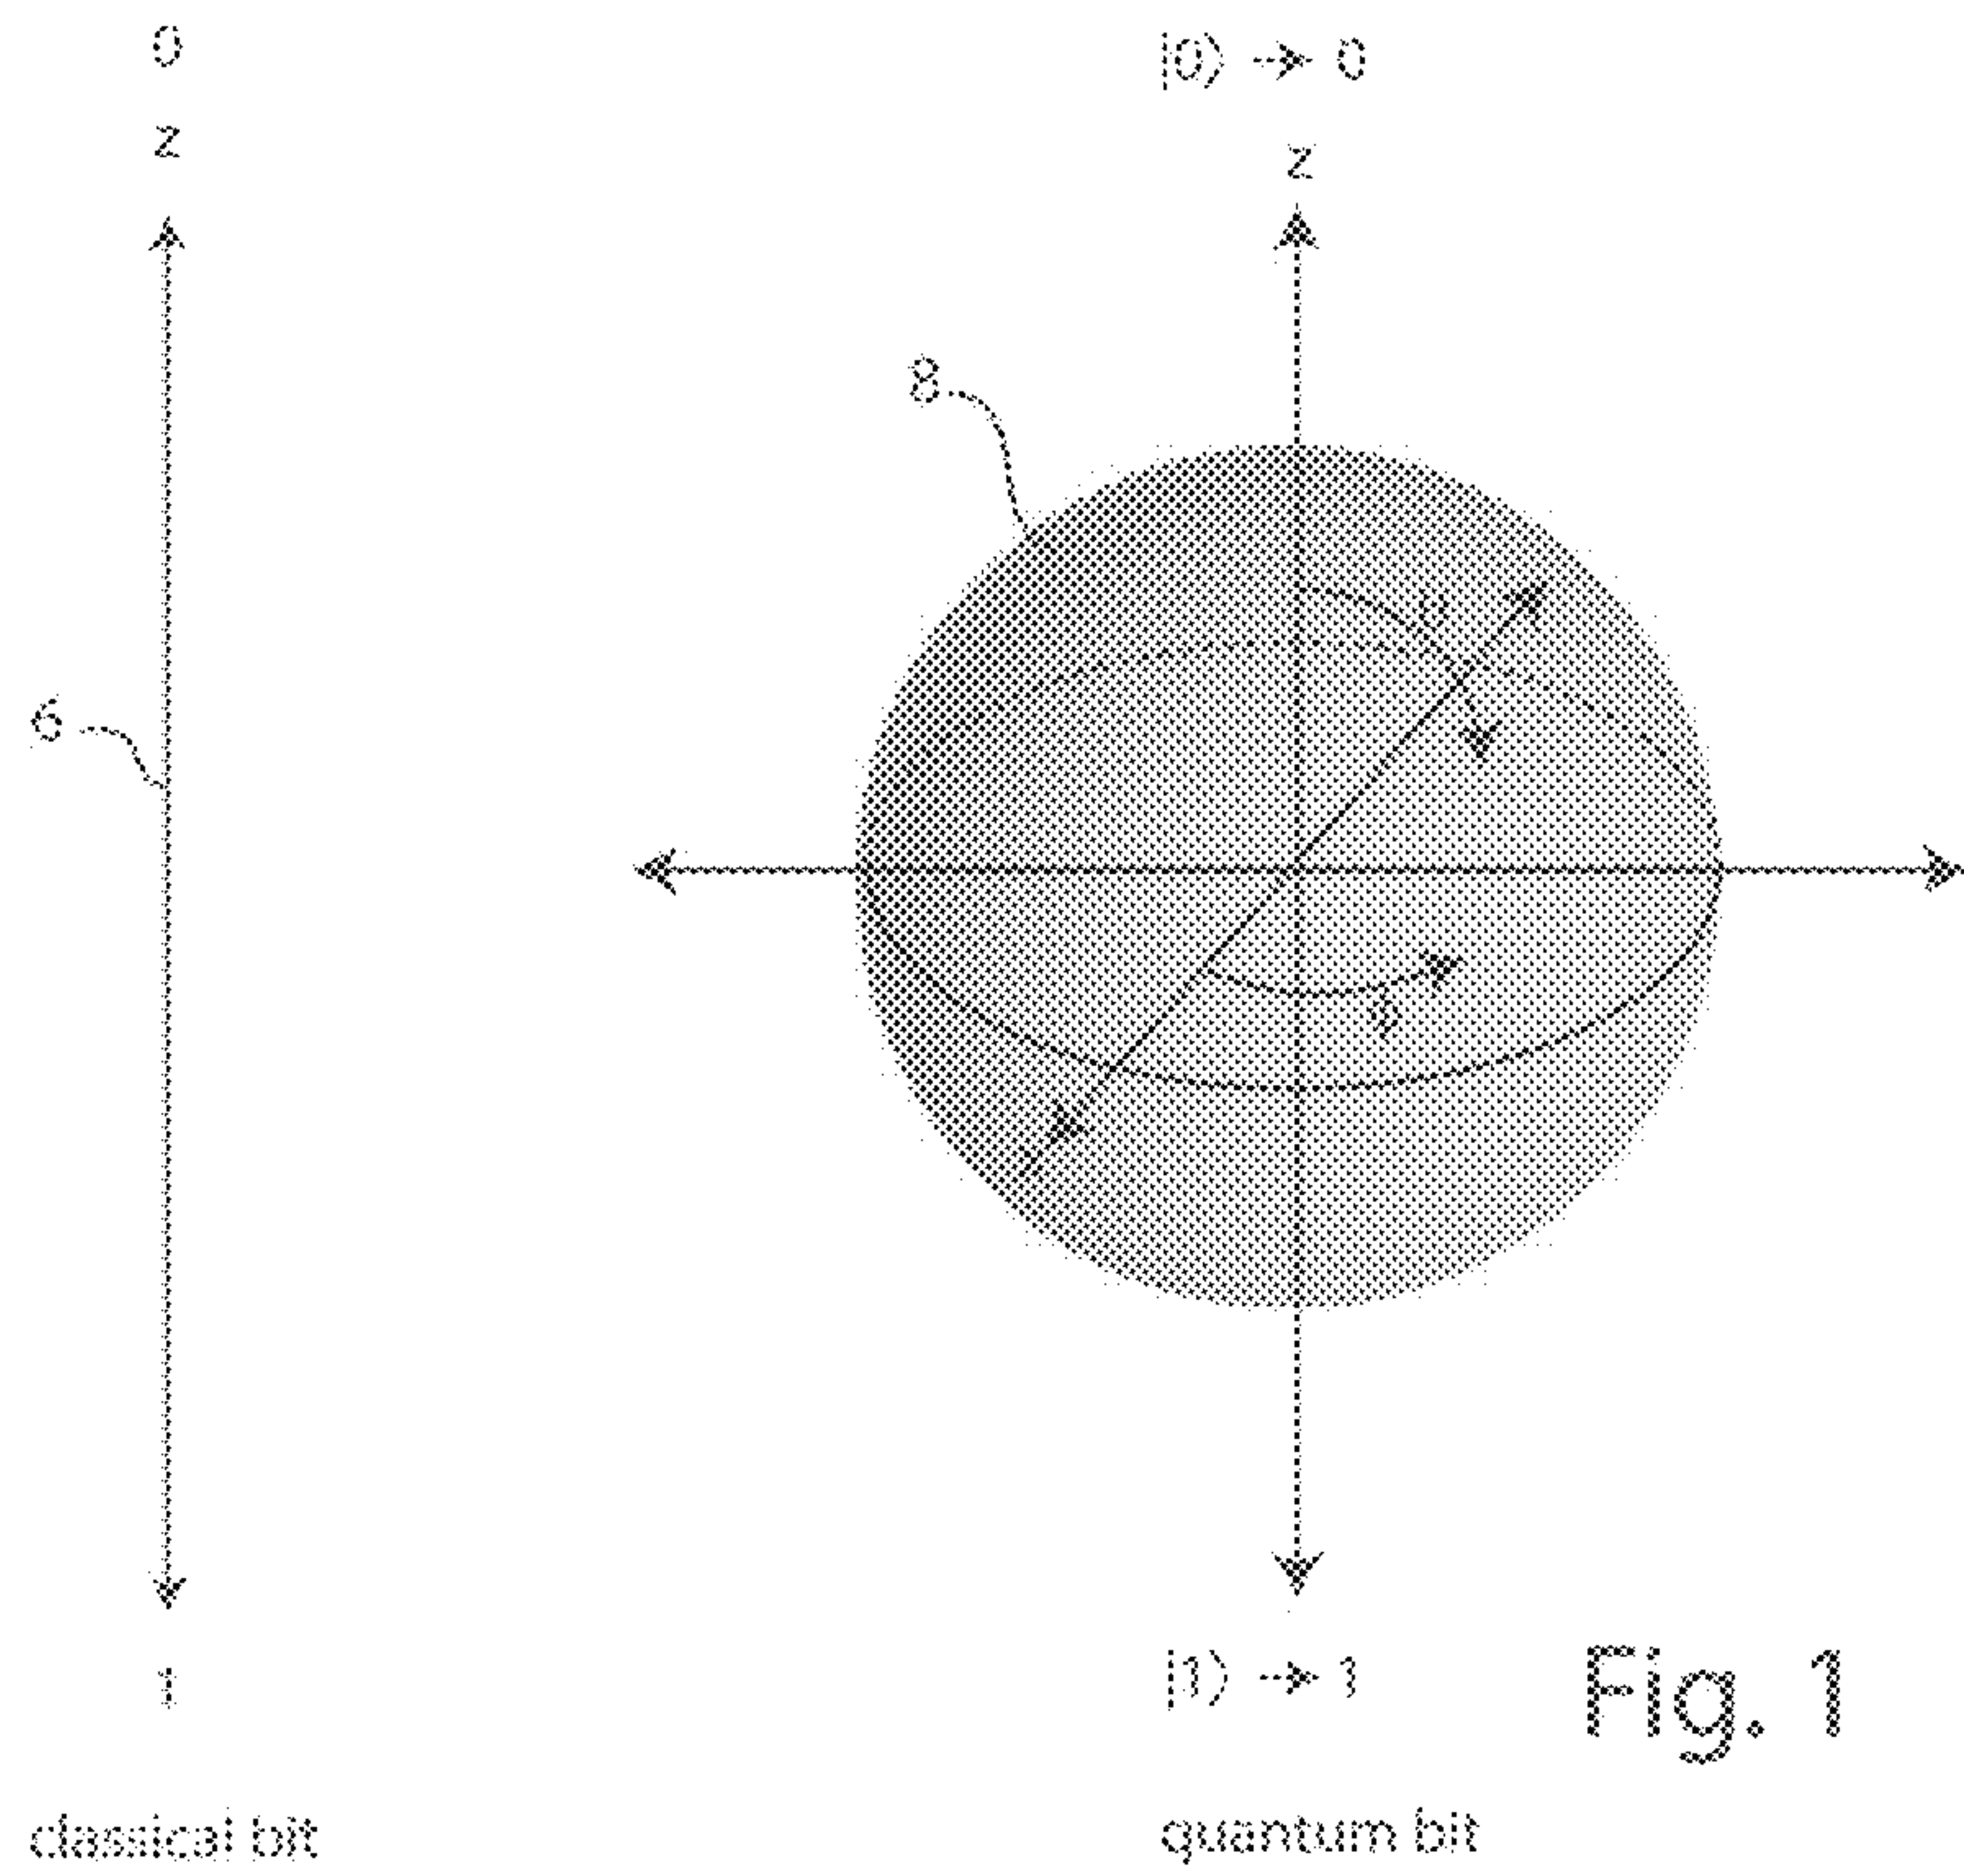 0
|0⟩ → 0
z
z
8
6
ϕ
|1⟩ → 1
1
Fig. 1
classical bit
quantum bit